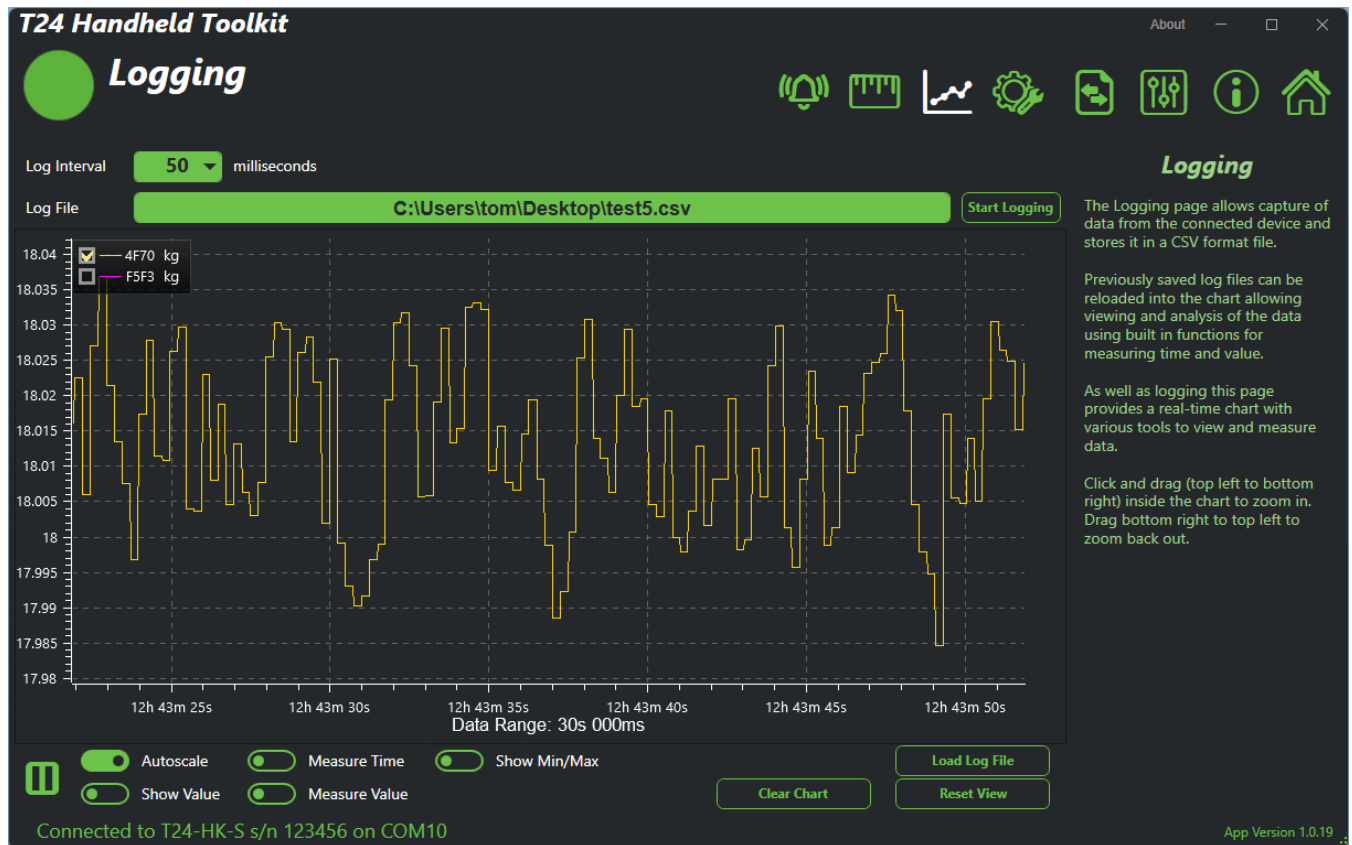 T24 Handheld Toolkit
About
Logging
Log Interval
50
milliseconds
Log File
C:\Users\tom\Desktop\test5.csv
Start Logging
18.04
18.035
18.03
18.025
18.02
18.015
18.01
18.005
18
17.995
17.99
17.985
17.98
4F70 kg
F5F3 kg
12h 43m 25s
12h 43m 30s
12h 43m 35s
12h 43m 40s
12h 43m 45s
12h 43m 50s
Data Range: 30s 000ms
Logging
The Logging page allows capture of
data from the connected device and
stores it in a CSV format file.
Previously saved log files can be
reloaded into the chart allowing
viewing and analysis of the data
using built in functions for
measuring time and value.
As well as logging this page
provides a real-time chart with
various tools to view and measure
data.
Click and drag (top left to bottom
right) inside the chart to zoom in.
Drag bottom right to top left to
zoom back out.
Autoscale
Measure Time
Show Min/Max
Load Log File
Show Value
Measure Value
Clear Chart
Reset View
Connected to T24-HK-S s/n 123456 on COM10
App Version 1.0.19